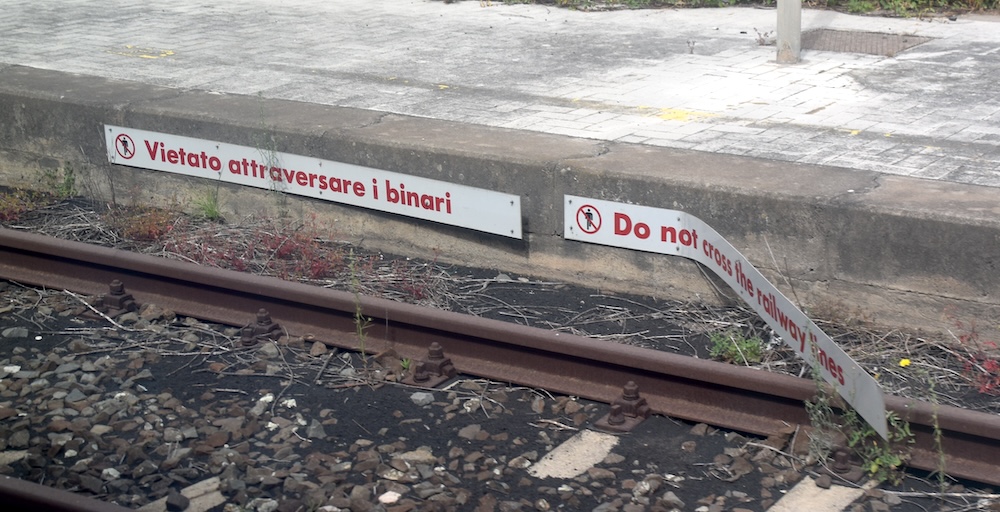 Vietato attraversare i binari
Do not cross the railway lines